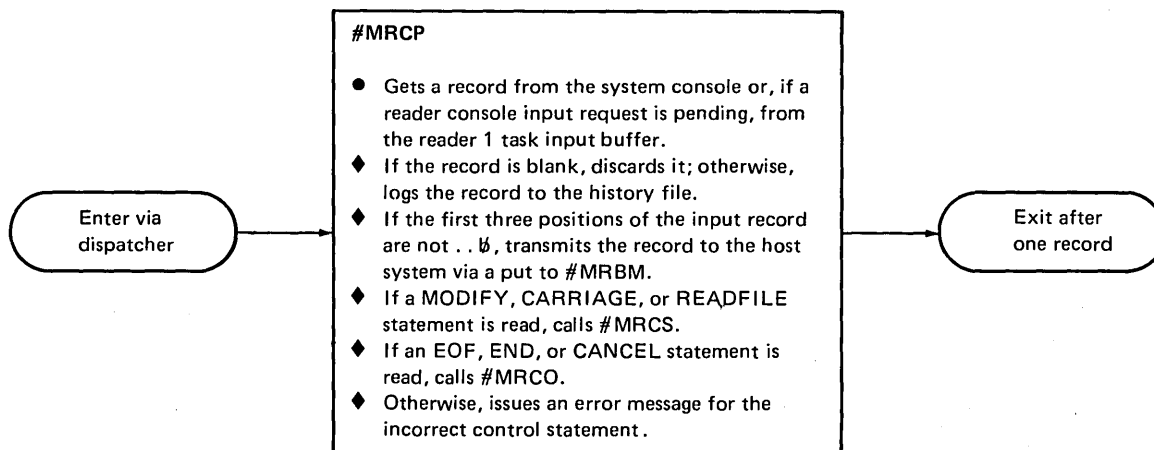 #MRCP
● Gets a record from the system console or, if a
reader console input request is pending, from
the reader 1 task input buffer.
♦ If the record is blank, discards it; otherwise,
logs the record to the history file.
♦ If the first three positions of the input record
are not . . b̸, transmits the record to the host
system via a put to #MRBM.
♦ If a MODIFY, CARRIAGE, or READFILE
statement is read, calls #MRCS.
♦ If an EOF, END, or CANCEL statement is
read, calls #MRCO.
♦ Otherwise, issues an error message for the
incorrect control statement.
Enter via
dispatcher
Exit after
one record